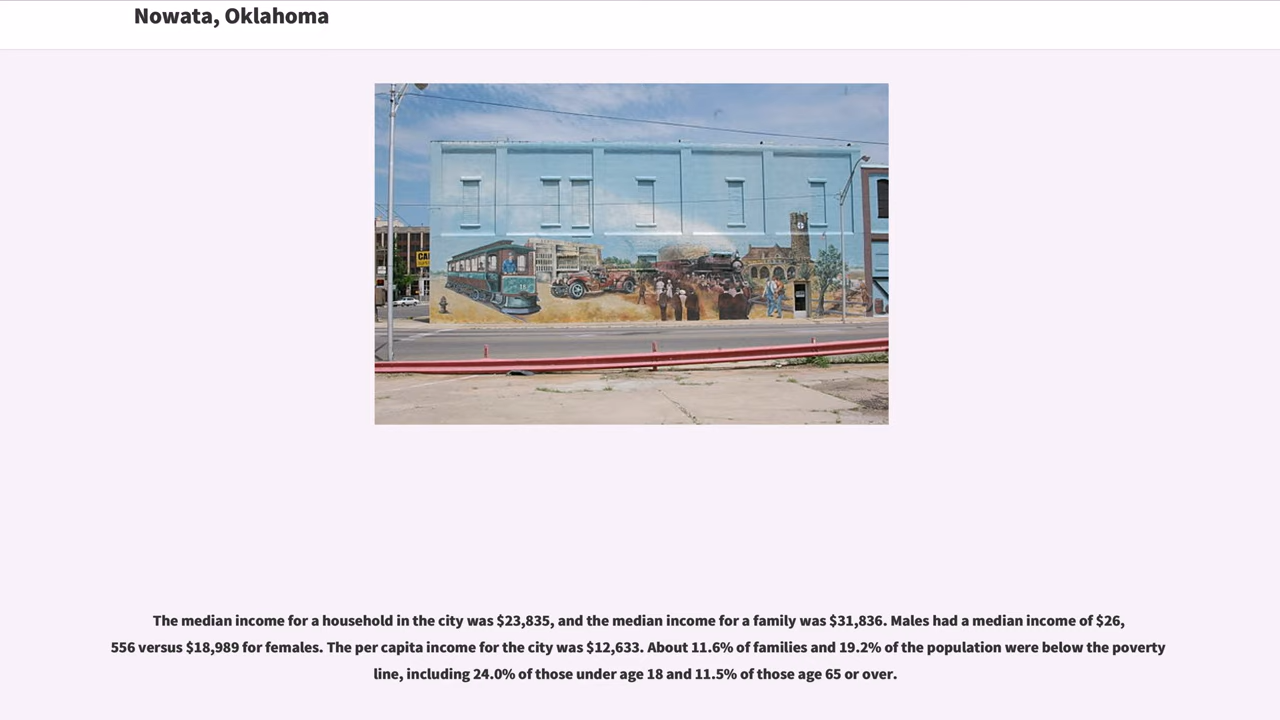 Nowata, Oklahoma
The median income for a household in the city was $23,835, and the median income for a family was $31,836. Males had a median income of $26,
556 versus $18,989 for females. The per capita income for the city was $12,633. About 11.6% of families and 19.2% of the population were below the poverty
line, including 24.0% of those under age 18 and 11.5% of those age 65 or over.